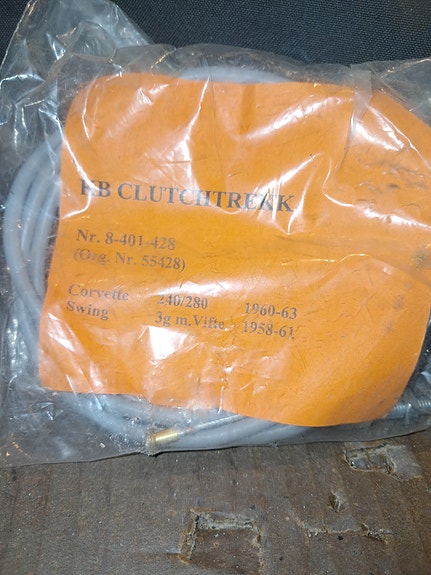 KB CLUTCHTREKK
Nr. 8-401-428
(Org. Nr. 55428)
Corvette 240/280 1960-63
Swing 3g m.Vifte 1958-61